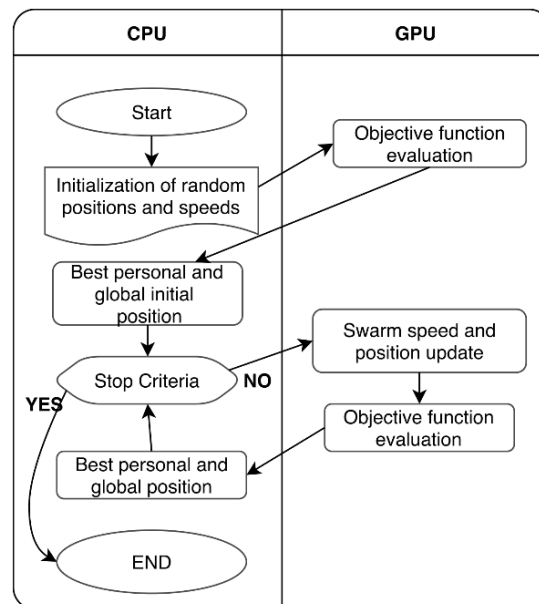 CPU
GPU
Start
Objective function
evaluation
Initialization of random
positions and speeds
Best personal and
global initial
position
Swarm speed and
position update
Stop Criteria
NO
YES
Objective function
evaluation
Best personal and
global position
END